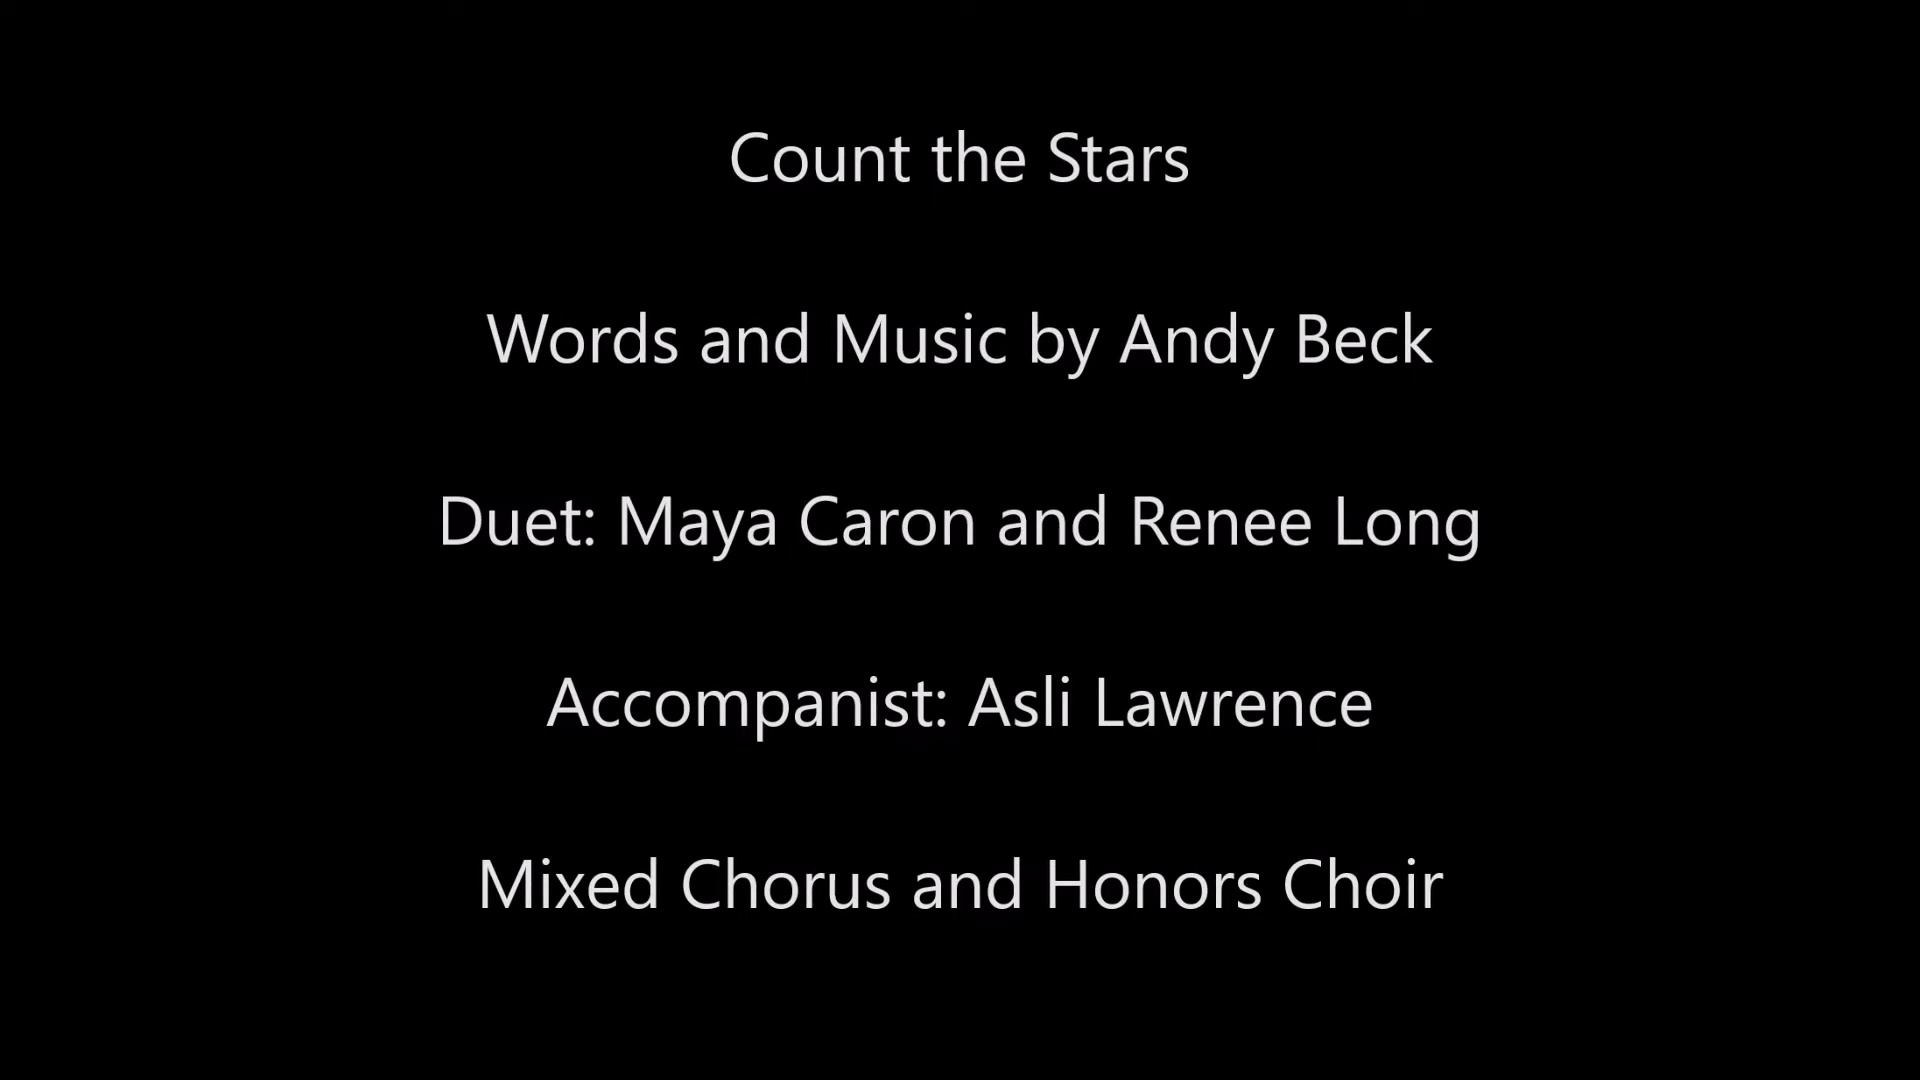 Count the Stars
Words and Music by Andy Beck
Duet: Maya Caron and Renee Long
Accompanist: Asli Lawrence
Mixed Chorus and Honors Choir